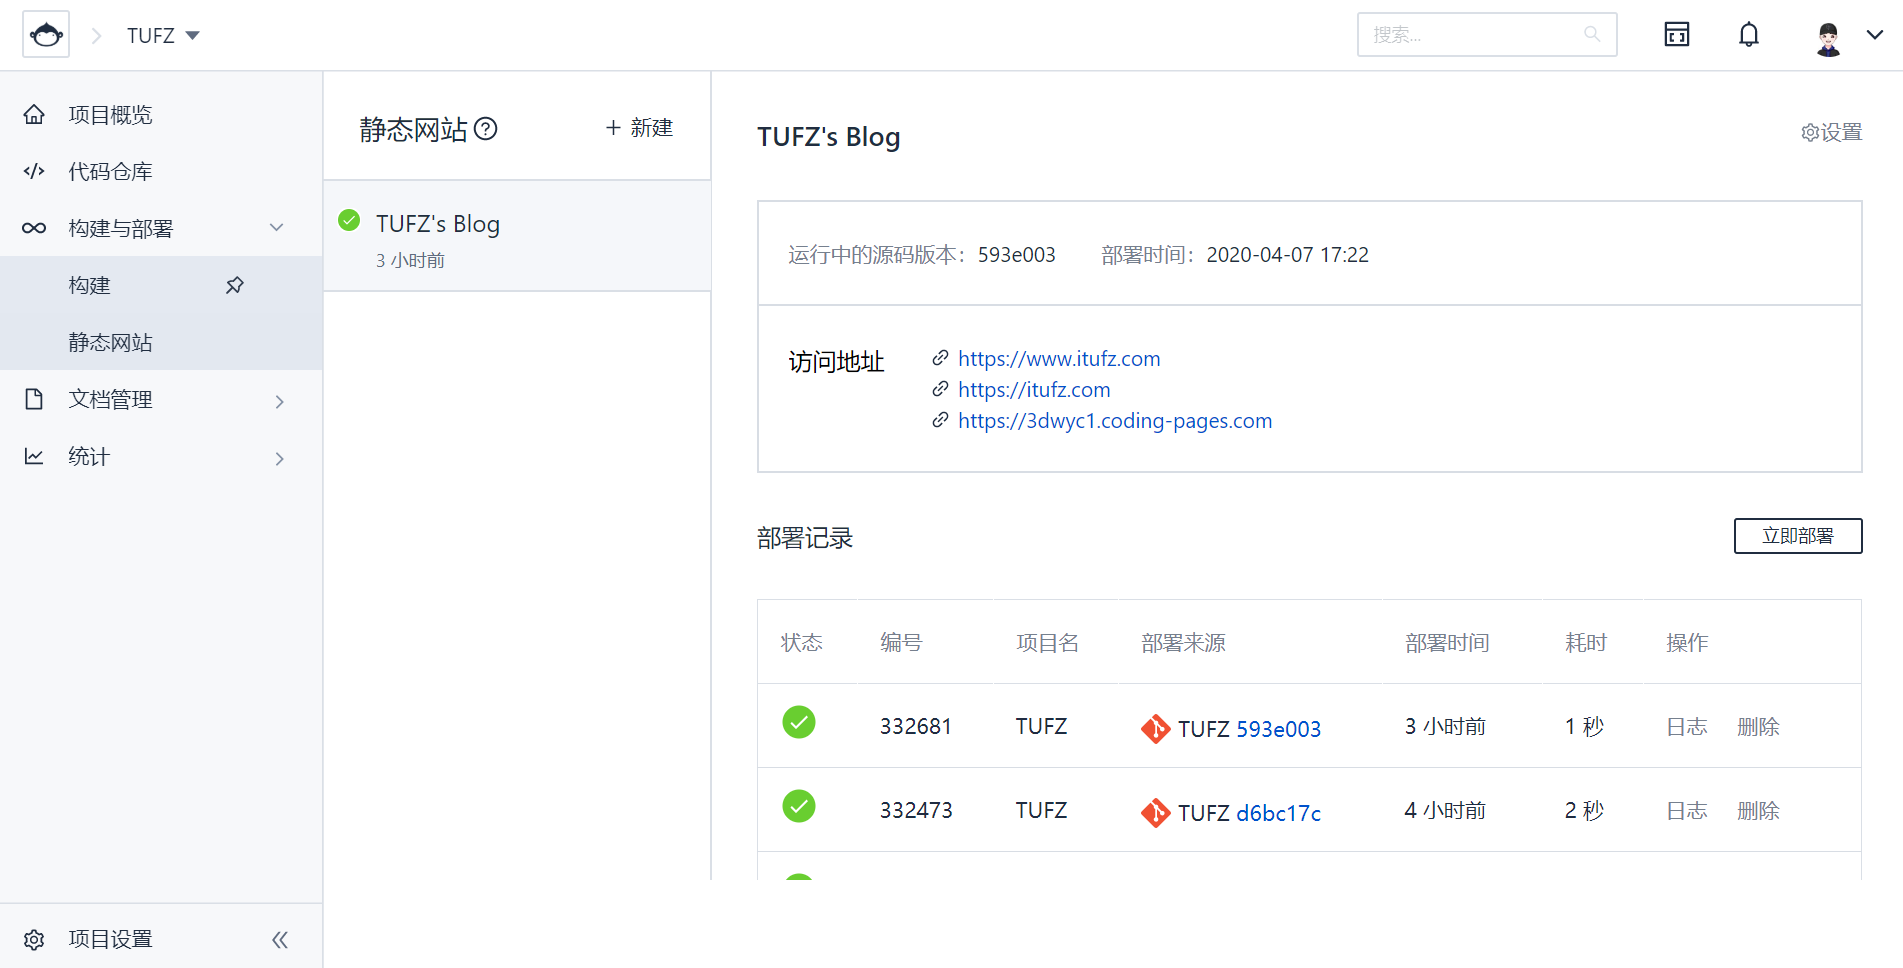 TUFZ
搜索...
项目概览
代码仓库
构建与部署
构建
静态网站
文档管理
统计
项目设置
静态网站
新建
TUFZ's Blog
3 小时前
TUFZ's Blog
设置
运行中的源码版本： 593e003 部署时间： 2020-04-07 17:22
访问地址
https://www.itufz.com
https://itufz.com
https://3dwyc1.coding-pages.com
部署记录
立即部署
状态 编号 项目名 部署来源 部署时间 耗时 操作
332681 TUFZ TUFZ 593e003 3 小时前 1 秒 日志 删除
332473 TUFZ TUFZ d6bc17c 4 小时前 2 秒 日志 删除